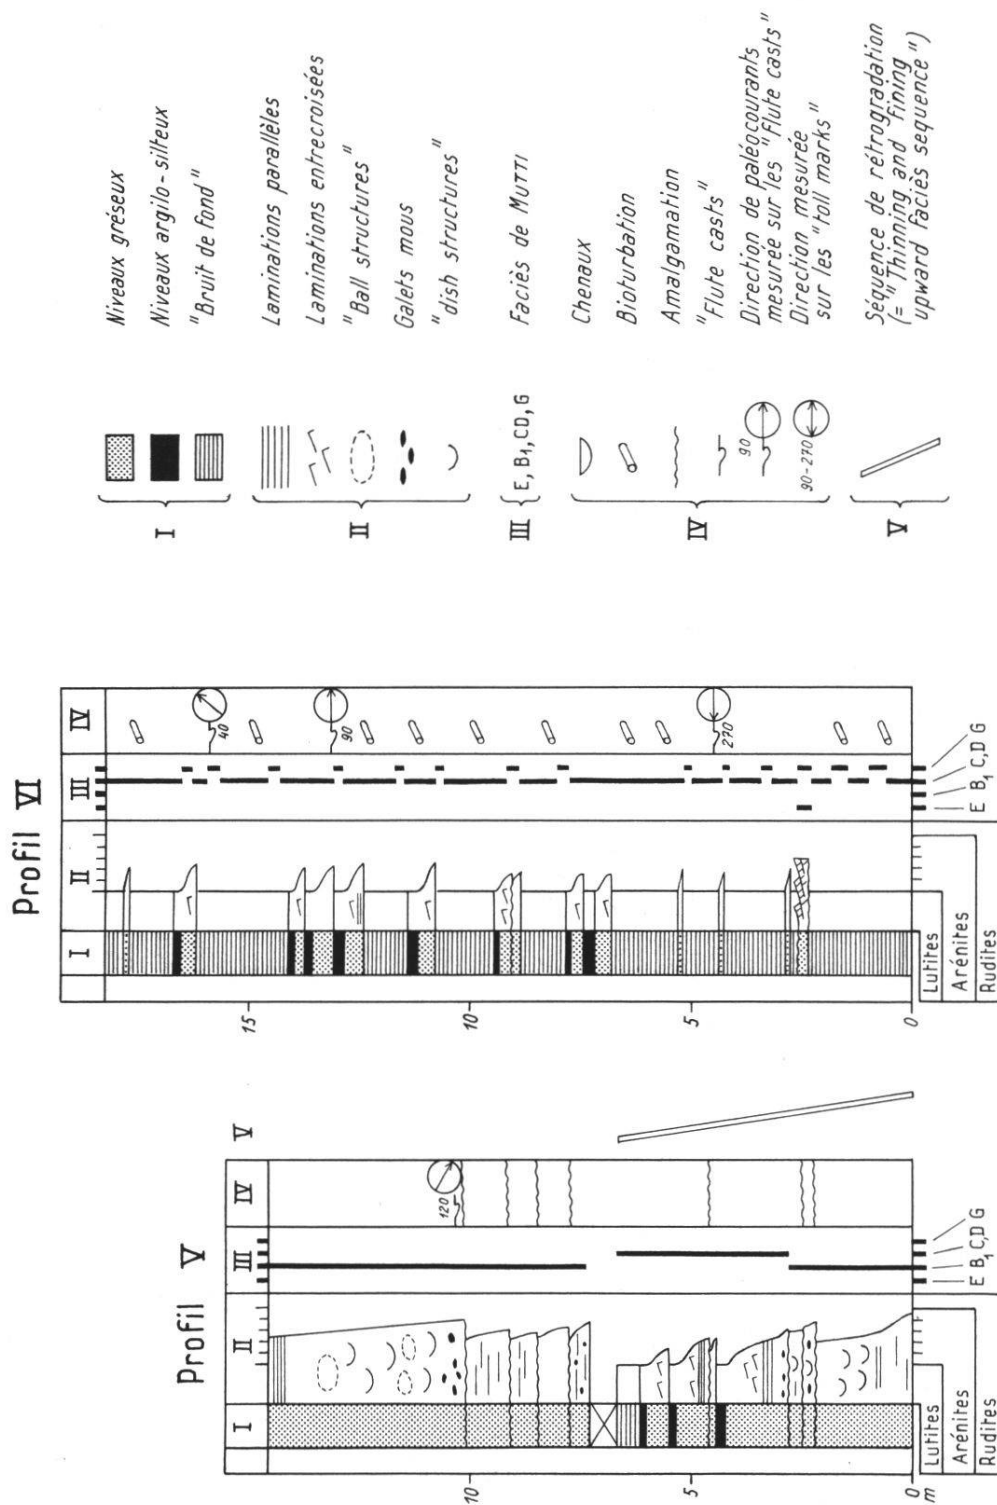 Profil V
I
II
III
IV
V
120
10
5
0
m
Lutites
Arénites
Rudites
E B1 C,D G
Profil VI
I
II
III
IV
40
90
270
15
10
5
0
Lutites
Arénites
Rudites
E B1 C,D G
I
Niveaux gréseux
Niveaux argilo-silteux
"Bruit de fond"
II
Laminations parallèles
Laminations entrecroisées
"Ball structures"
Galets mous
"dish structures"
III
E, B1, CD, G
Faciès de MUTTI
IV
Chenaux
Bioturbation
Amalgamation
"Flute casts"
90
Direction de paléocourants
mesurée sur les "flute casts"
90-270
Direction mesurée
sur les "toll marks"
V
Séquence de rétrogradation
(= "Thinning and fining
upward faciès sequence")